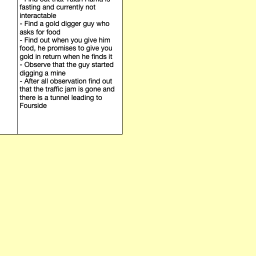 fasting and currently not
interactable
- Find a gold digger guy who
asks for food
- Find out when you give him
food, he promises to give you
gold in return when he finds it
- Observe that the guy started
digging a mine
- After all observation find out
that the traffic jam is gone and
there is a tunnel leading to
Fourside